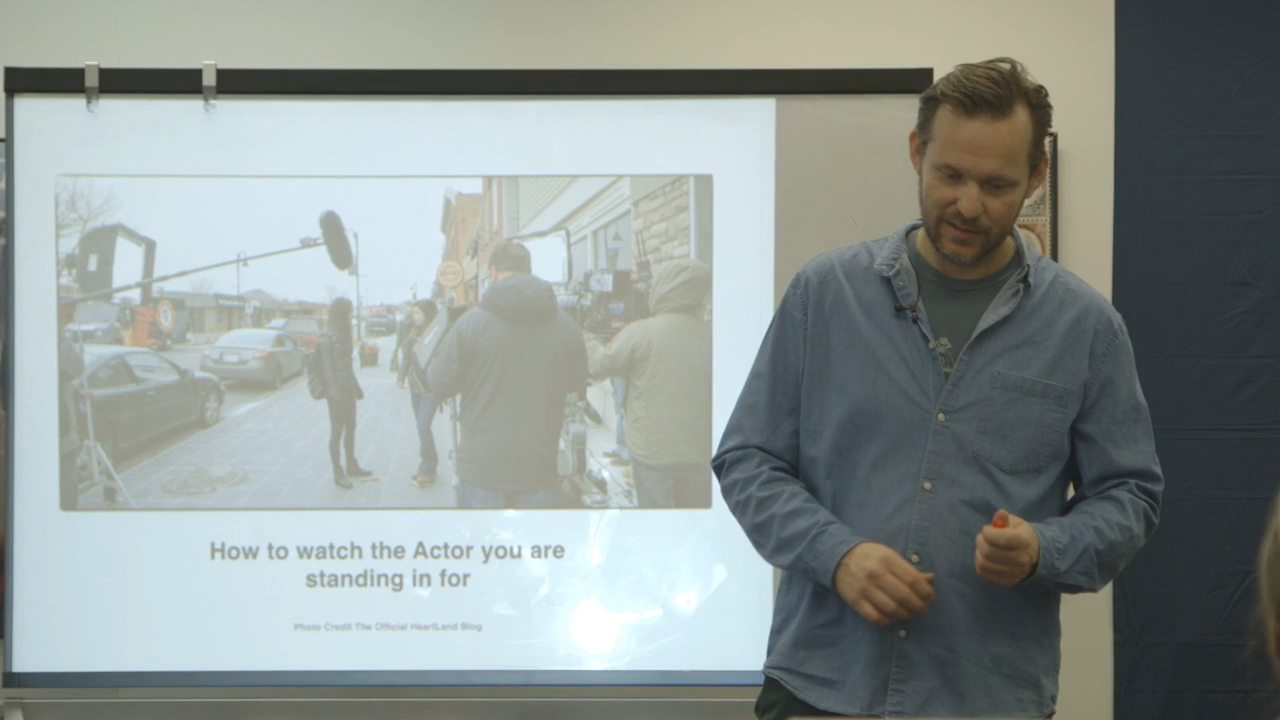 How to watch the Actor you are
standing in for
Photo Credit The Official HeartLand Blog